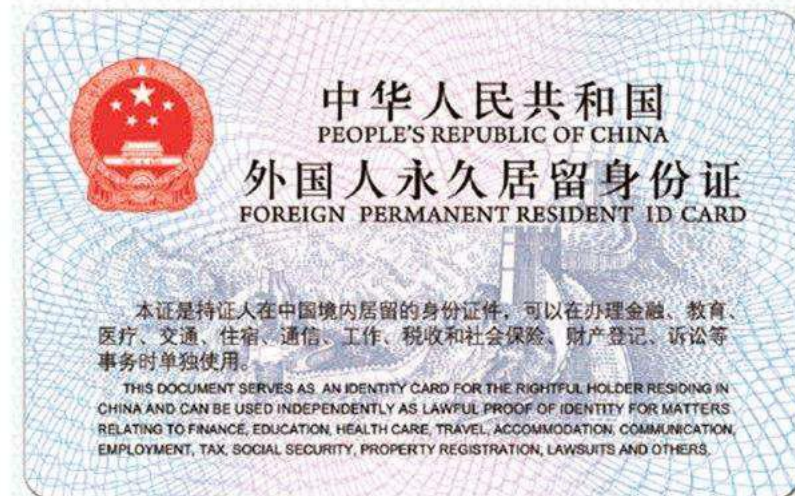 中华人民共和国
PEOPLE'S REPUBLIC OF CHINA
外国人永久居留身份证
FOREIGN PERMANENT RESIDENT ID CARD
本证是持证人在中国境内居留的身份证件，可以在办理金融、教育、
医疗、交通、住宿、通信、工作、税收和社会保险、财产登记、诉讼等
事务时单独使用。
THIS DOCUMENT SERVES AS AN IDENTITY CARD FOR THE RIGHTFUL HOLDER RESIDING IN
CHINA AND CAN BE USED INDEPENDENTLY AS LAWFUL PROOF OF IDENTITY FOR MATTERS
RELATING TO FINANCE, EDUCATION, HEALTH CARE, TRAVEL, ACCOMMODATION, COMMUNICATION,
EMPLOYMENT, TAX, SOCIAL SECURITY, PROPERTY REGISTRATION, LAWSUITS AND OTHERS.